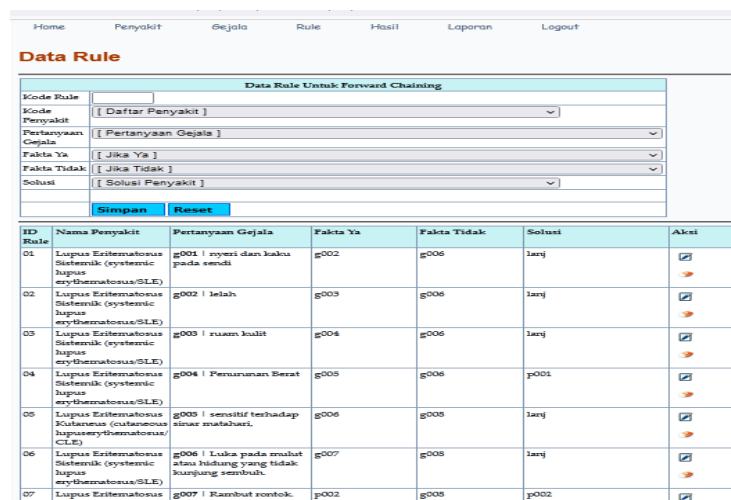 Home Penyakit Gejala Rule Hasil Laporan Logout
Data Rule
Data Rule Untuk Forward Chaining
Kode Rule
Kode Penyakit [ Daftar Penyakit ]
Pertanyaan Gejala [ Pertanyaan Gejala ]
Fakta Ya [ Jika Ya ]
Fakta Tidak [ Jika Tidak ]
Solusi [ Solusi Penyakit ]
Simpan Reset
ID Rule Nama Penyakit Pertanyaan Gejala Fakta Ya Fakta Tidak Solusi Aksi
01 Lupus Eritematosus g001 | nyeri dan kaku g002 g006 lanj
Sistemik (systemic pada sendi
lupus
erythematosus/SLE)
02 Lupus Eritematosus g002 | lelah g003 g006 lanj
Sistemik (systemic
lupus
erythematosus/SLE)
03 Lupus Eritematosus g003 | ruam kulit g004 g006 lanj
Sistemik (systemic
lupus
erythematosus/SLE)
04 Lupus Eritematosus g004 | Penurunan Berat g005 g006 p001
Sistemik (systemic
lupus
erythematosus/SLE)
05 Lupus Eritematosus g005 | sensitif terhadap g006 g008 lanj
Kutaneus (cutaneous sinar matahari,
lupuserythematosus/
CLE)
06 Lupus Eritematosus g006 | Luka pada mulut g007 g008 lanj
Sistemik (systemic atau hidung yang tidak
lupus kunjung sembuh.
erythematosus/SLE)
07 Lupus Eritematosus g007 | Rambut rontok. p002 g008 p002